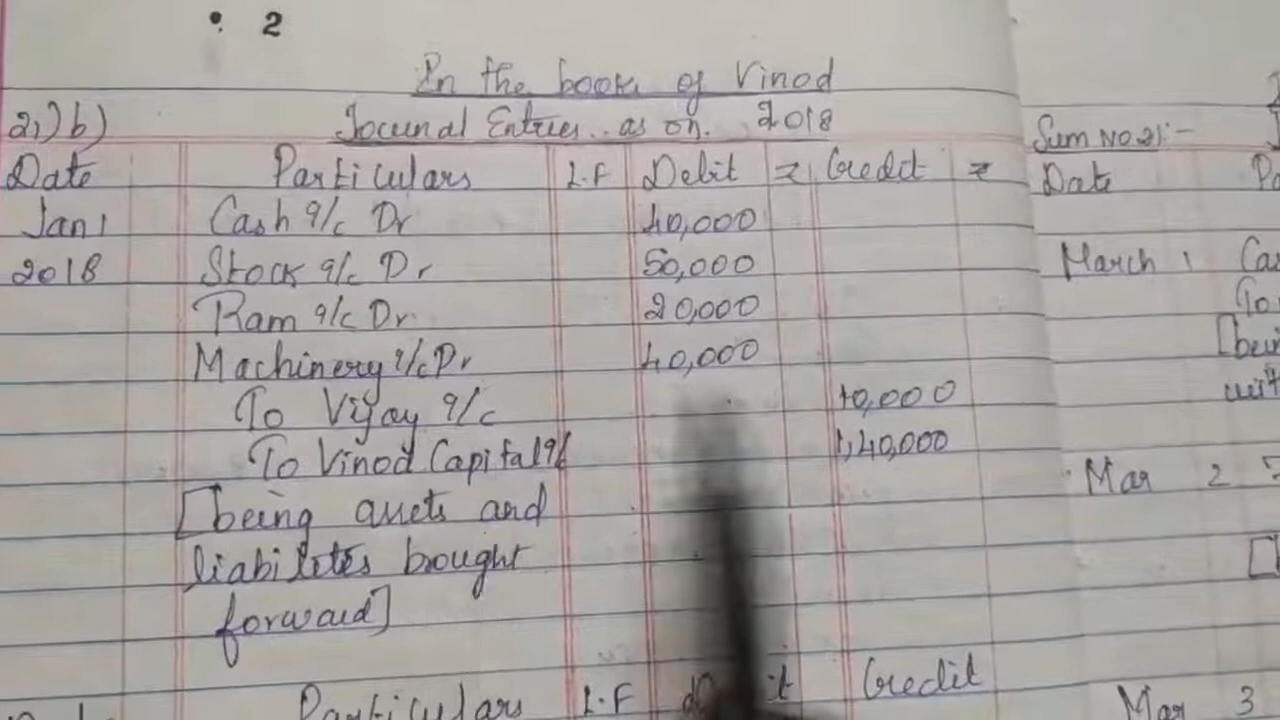 • 2
In the books of Vinod
2,) b) Journal Entries.. as on. 2018
Date Particulars L.F Debit ₹ Credit ₹
Jan 1 Cash a/c Dr 40,000
2018 Stock a/c Dr 50,000
Ram a/c Dr. 20,000
Machinery a/c Dr 40,000
To Vijay a/c 10,000
To Vinod Capital a/c 1,40,000
[being assets and
liabilites brought
forward]
Particulars L.F Credit
Sum No 21:-
Date
March 1
To
[bein
Mar 2
[
Mar 3